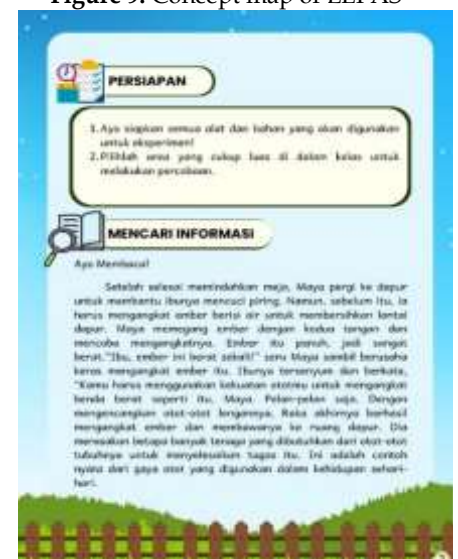 Figure 9. Concept map of LLPAS
PERSIAPAN
1. Ayo siapkan semua alat dan bahan yang akan digunakan
untuk eksperimen!
2. Pilihlah area yang cukup luas di dalam kelas untuk
melakukan percobaan.
MENCARI INFORMASI
Ayo Membaca!
Setelah selesai memindahkan meja, Maya pergi ke dapur
untuk membantu ibunya mencuci piring. Namun, sebelum itu, ia
harus mengangkat ember berisi air untuk membersihkan lantai
dapur. Maya memegang ember dengan kedua tangan dan
mencoba mengangkatnya. Ember itu penuh, jadi sangat
berat. "Ibu, ember ini berat sekali!" seru Maya sambil berusaha
keras mengangkat ember itu. Ibunya tersenyum dan berkata,
"Kamu harus menggunakan kekuatan ototmu untuk mengangkat
benda berat seperti itu, Maya. Pelan-pelan saja. Dengan
mengencangkan otot-otot lengannya, Raka akhirnya berhasil
mengangkat ember dan membawanya ke ruang dapur. Dia
merasakan betapa banyak tenaga yang dibutuhkan dari otot-otot
tubuhnya untuk menyelesaikan tugas itu. Ini adalah contoh
nyata dari gaya otot yang digunakan dalam kehidupan sehari-
hari.